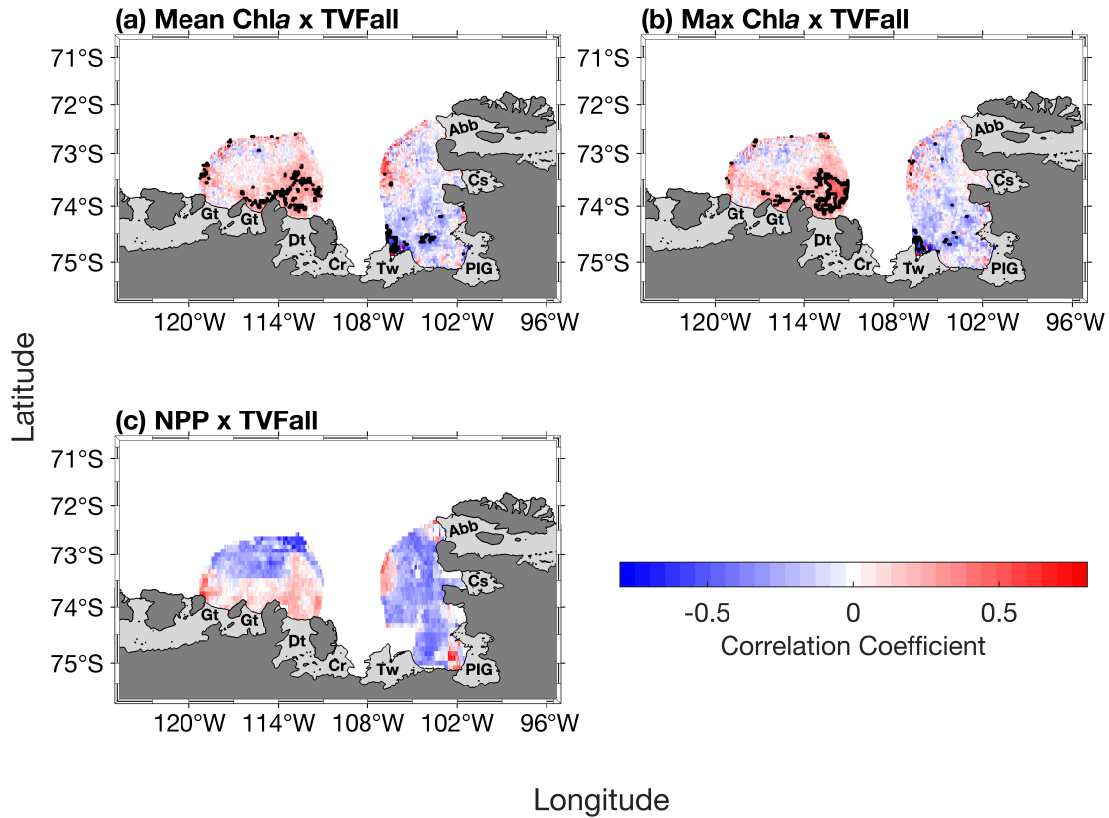 (a) Mean Chla x TVFall
71°S
72°S
73°S
74°S
75°S
Abb
Cs
Gt
Gt
Dt
Cr
Tw
PIG
120°W 114°W 108°W 102°W 96°W
(b) Max Chla x TVFall
71°S
72°S
73°S
74°S
75°S
Abb
Cs
Gt
Gt
Dt
Cr
Tw
PIG
120°W 114°W 108°W 102°W 96°W
Latitude
(c) NPP x TVFall
71°S
72°S
73°S
74°S
75°S
Abb
Cs
Gt
Gt
Dt
Cr
Tw
PIG
120°W 114°W 108°W 102°W 96°W
-0.5 0 0.5
Correlation Coefficient
Longitude